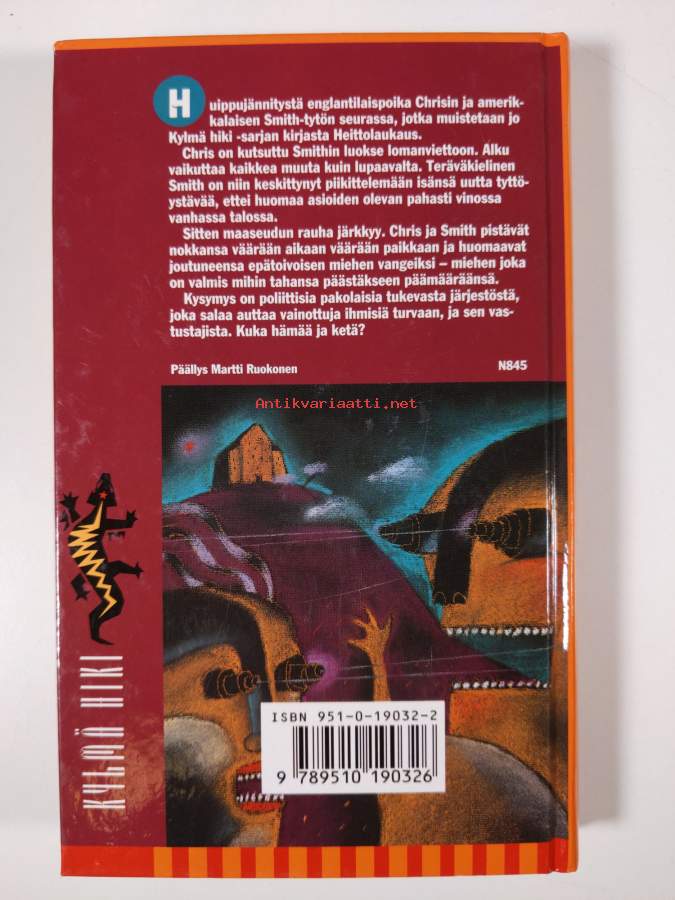 Huippujännitystä englantilaispoika Chrisin ja amerik-
kalaisen Smith-tytön seurassa, jotka muistetaan jo
Kylmä hiki -sarjan kirjasta Heittolaukaus.
Chris on kutsuttu Smithin luokse lomanviettoon. Alku
vaikuttaa kaikkea muuta kuin lupaavalta. Teräväkielinen
Smith on niin keskittynyt piikittelemään isänsä uutta tyttö-
ystävää, ettei huomaa asioiden olevan pahasti vinossa
vanhassa talossa.
Sitten maaseudun rauha järkkyy. Chris ja Smith pistävät
nokkansa väärään aikaan väärään paikkaan ja huomaavat
joutuneensa epätoivoisen miehen vangeiksi – miehen joka
on valmis mihin tahansa päästäkseen päämääräänsä.
Kysymys on poliittisia pakolaisia tukevasta järjestöstä,
joka salaa auttaa vainottuja ihmisiä turvaan, ja sen vas-
tustajista. Kuka hämää ja ketä?
Päällys Martti Ruokonen N845
Antikvariaatti.net
KYLMÄ HIKI
ISBN 951-0-19032-2
9 789510 190326